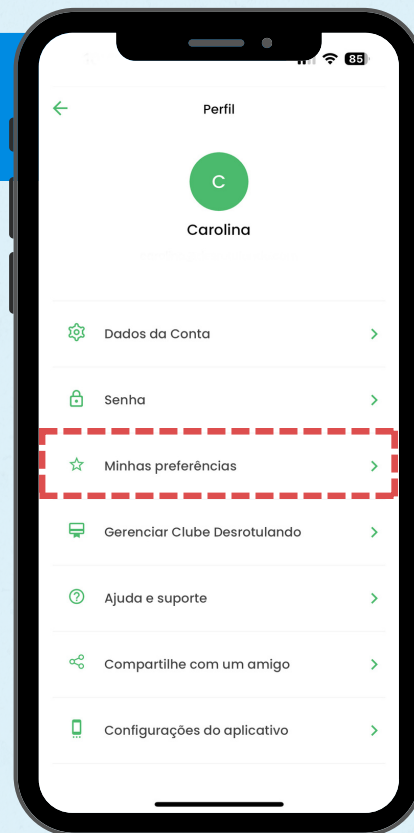 85
Perfil
C
Carolina
Dados da Conta
Senha
Minhas preferências
Gerenciar Clube Desrotulando
Ajuda e suporte
Compartilhe com um amigo
Configurações do aplicativo